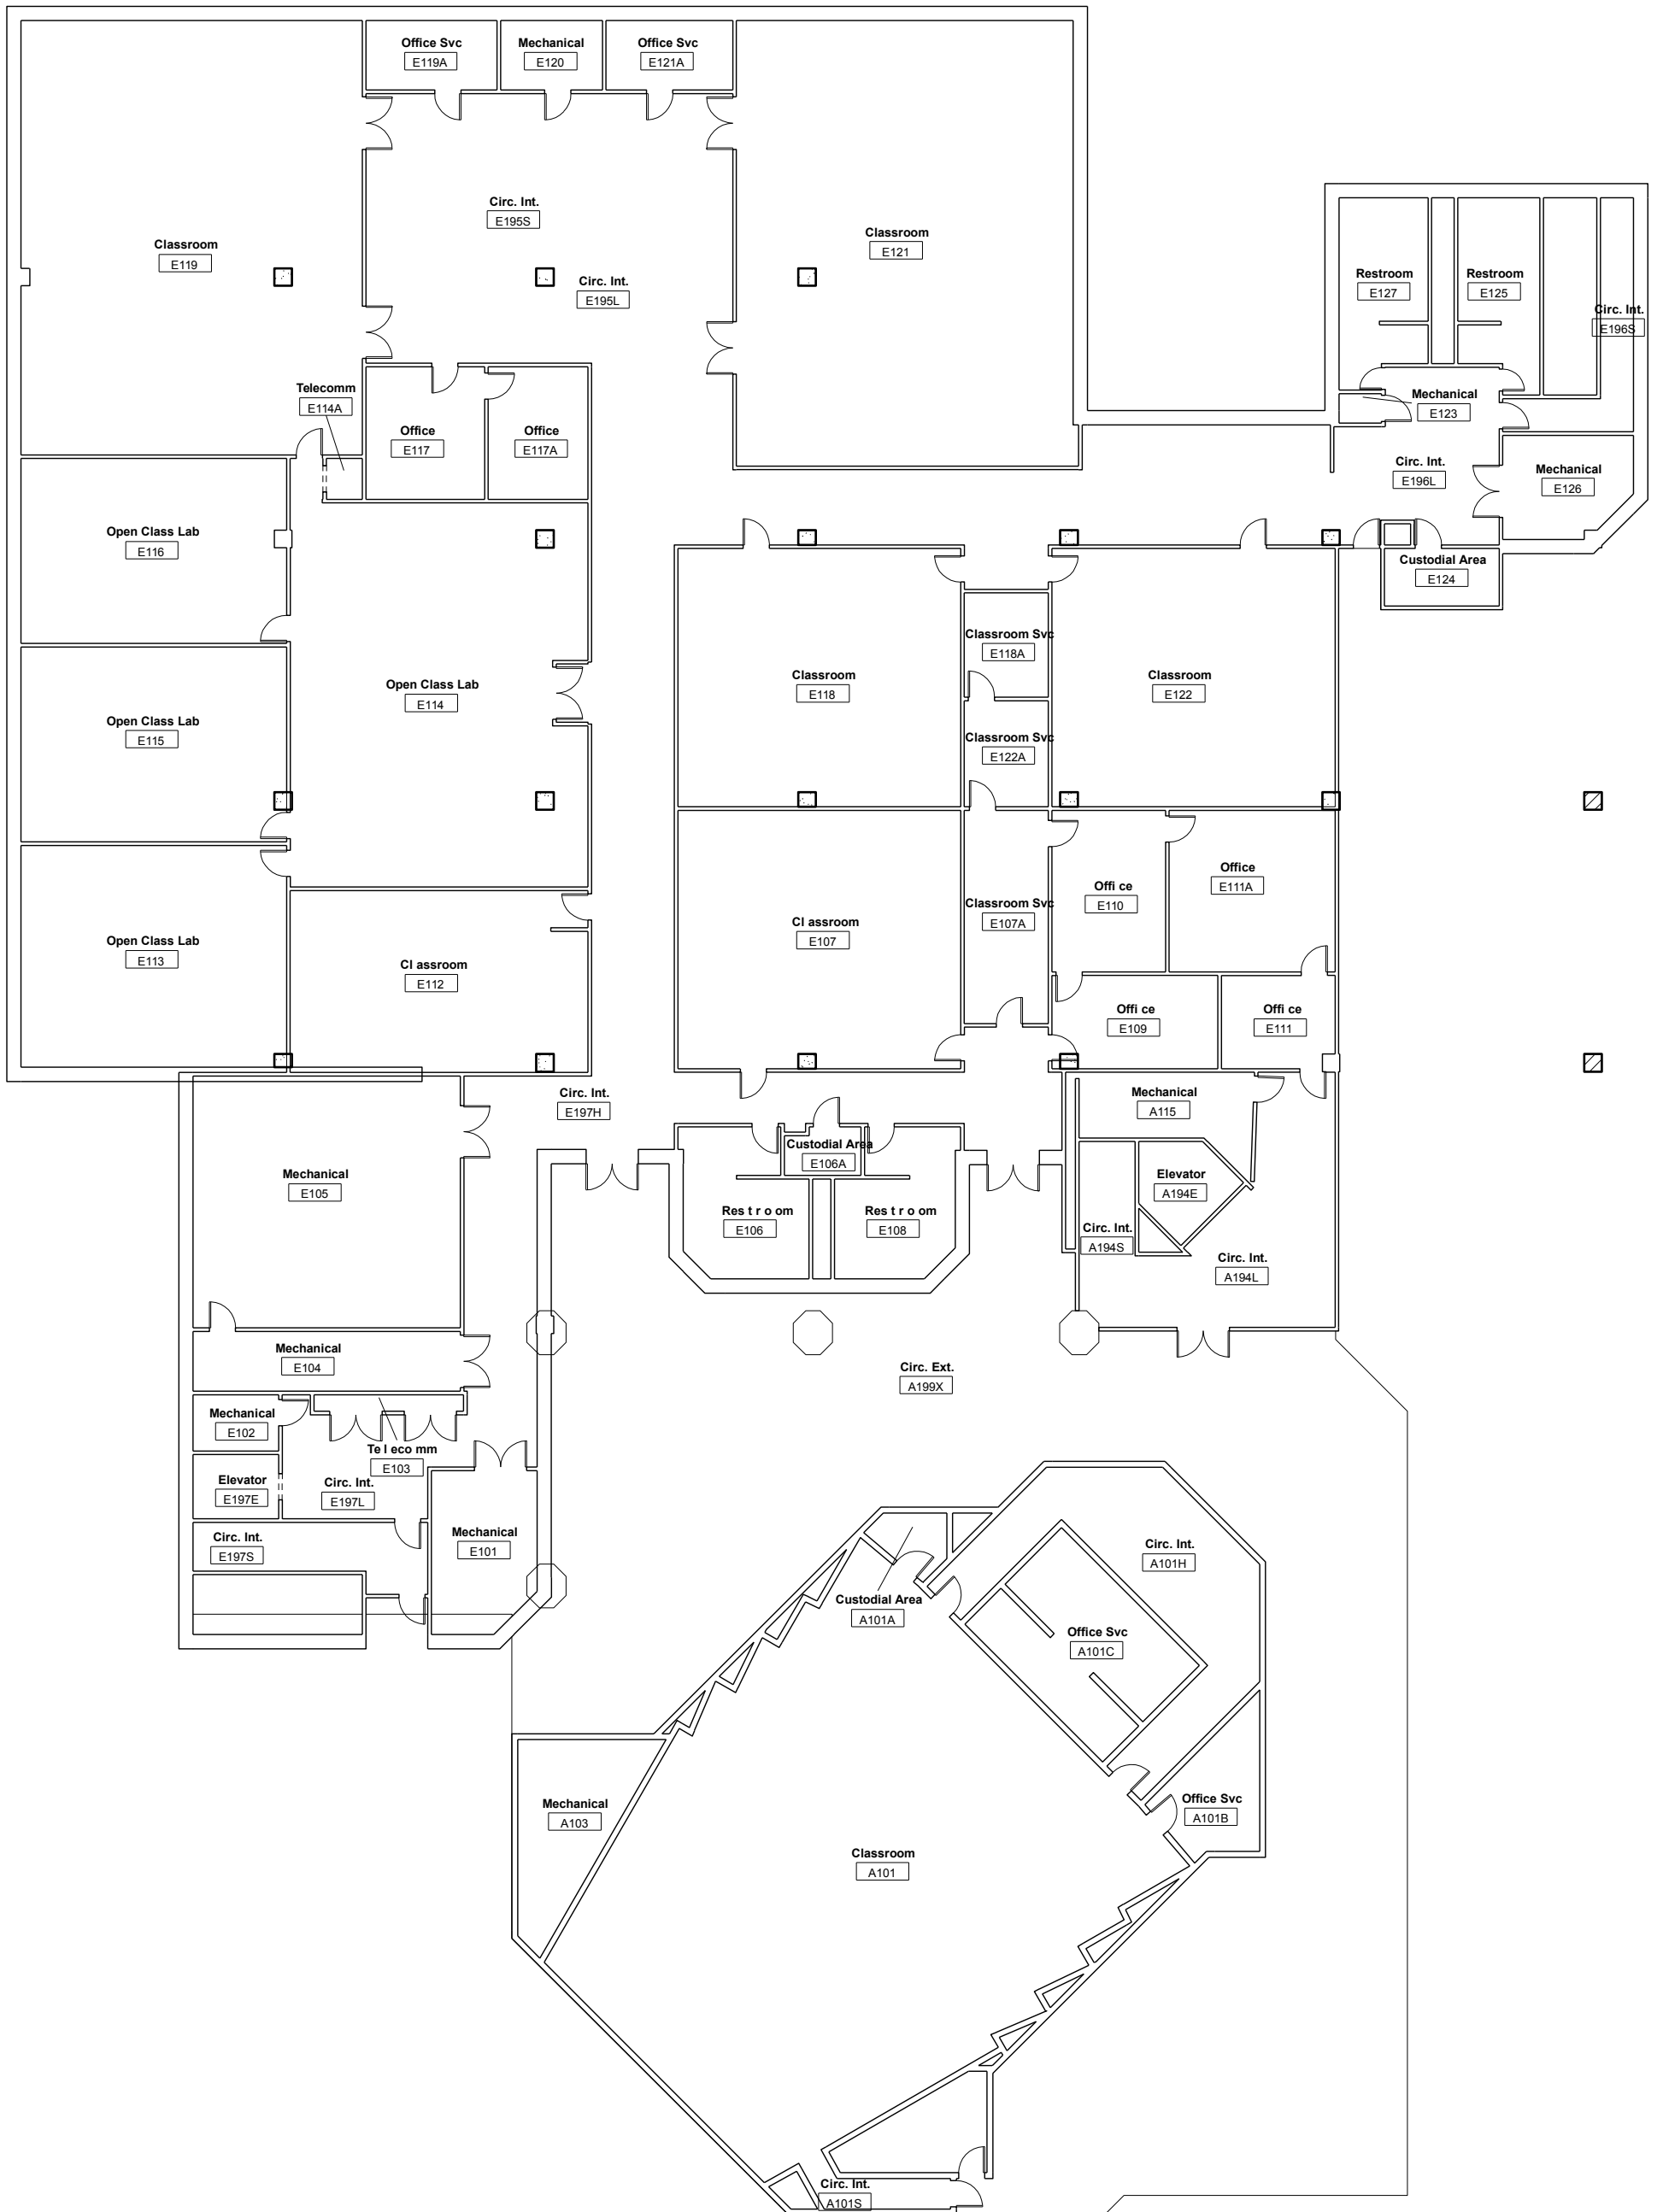 Office Svc
E119A
Mechanical
E120
Office Svc
E121A
Circ. Int.
E195S
Classroom
E119
Classroom
E121
Circ. Int.
E195L
Restroom
E127
Restroom
E125
Circ. Int.
E196S
Telecomm
E114A
Mechanical
E123
Office
E117
Office
E117A
Circ. Int.
E196L
Mechanical
E126
Open Class Lab
E116
Custodial Area
E124
Classroom Svc
E118A
Open Class Lab
E114
Classroom
E118
Classroom
E122
Open Class Lab
E115
Classroom Svc
E122A
Office
E111A
Offi ce
E110
Classroom Svc
E107A
Cl assroom
E107
Open Class Lab
E113
Cl assroom
E112
Offi ce
E109
Offi ce
E111
Circ. Int.
E197H
Mechanical
A115
Custodial Area
E106A
Mechanical
E105
Elevator
A194E
Res t r o om
E106
Res t r o om
E108
Circ. Int.
A194S
Circ. Int.
A194L
Mechanical
E104
Circ. Ext.
A199X
Mechanical
E102
Te l eco mm
E103
Elevator
E197E
Circ. Int.
E197L
Circ. Int.
E197S
Mechanical
E101
Circ. Int.
A101H
Custodial Area
A101A
Office Svc
A101C
Mechanical
A103
Office Svc
A101B
Classroom
A101
Circ. Int.
A101S